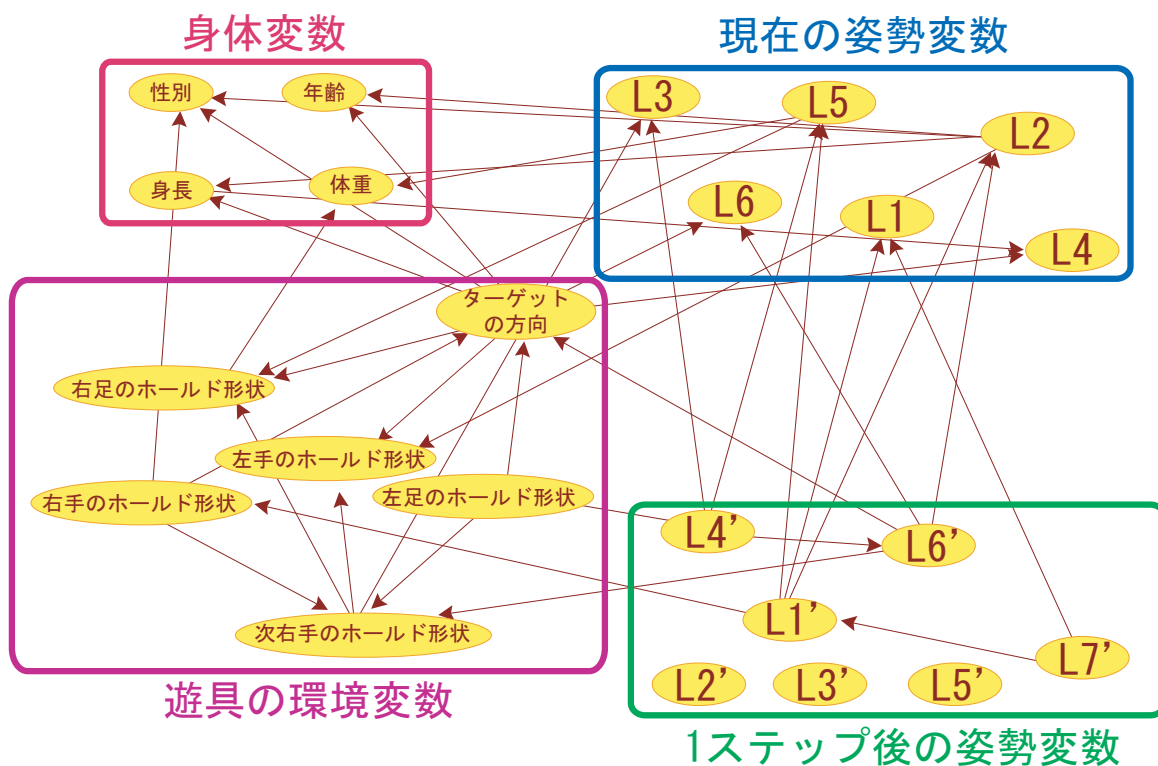 身体変数
現在の姿勢変数
性別
年齢
身長
体重
L3
L5
L2
L6
L1
L4
ターゲット
の方向
右足のホールド形状
左手のホールド形状
右手のホールド形状
左足のホールド形状
次右手のホールド形状
遊具の環境変数
L4’
L6’
L1’
L7’
L2’
L3’
L5’
1ステップ後の姿勢変数